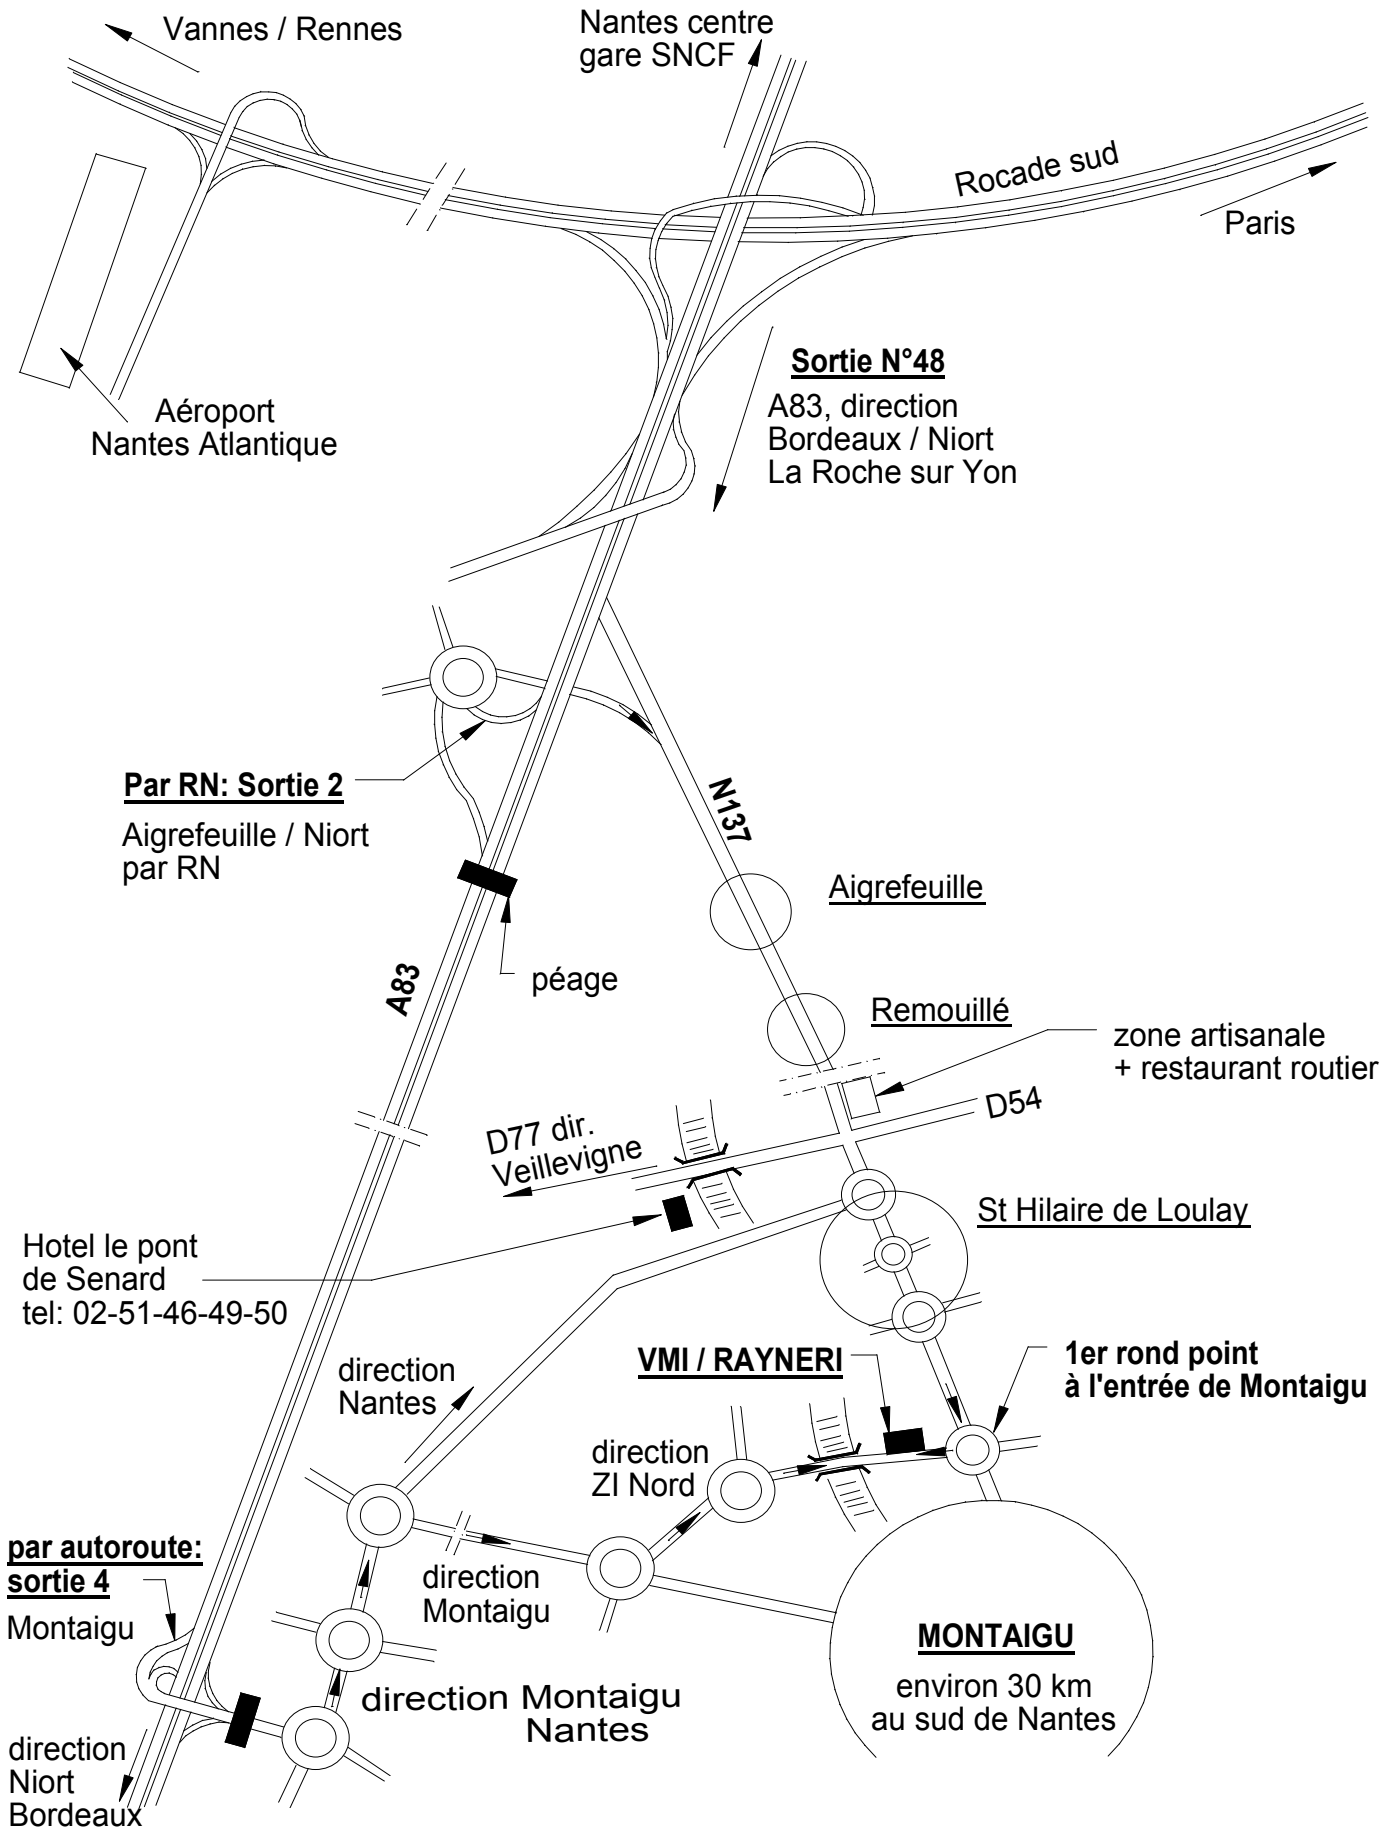 Vannes / Rennes
Nantes centre
gare SNCF
Rocade sud
Paris
Sortie N°48
A83, direction
Bordeaux / Niort
La Roche sur Yon
Aéroport
Nantes Atlantique
Par RN: Sortie 2
Aigrefeuille / Niort
par RN
N137
Aigrefeuille
A83
péage
Remouillé
zone artisanale
+ restaurant routier
D54
D77 dir.
Veillevigne
St Hilaire de Loulay
Hotel le pont
de Senard
tel: 02-51-46-49-50
VMI / RAYNERI
1er rond point
à l'entrée de Montaigu
direction
Nantes
direction
ZI Nord
par autoroute:
sortie 4
Montaigu
direction
Montaigu
direction Montaigu
Nantes
MONTAIGU
environ 30 km
au sud de Nantes
direction
Niort
Bordeaux